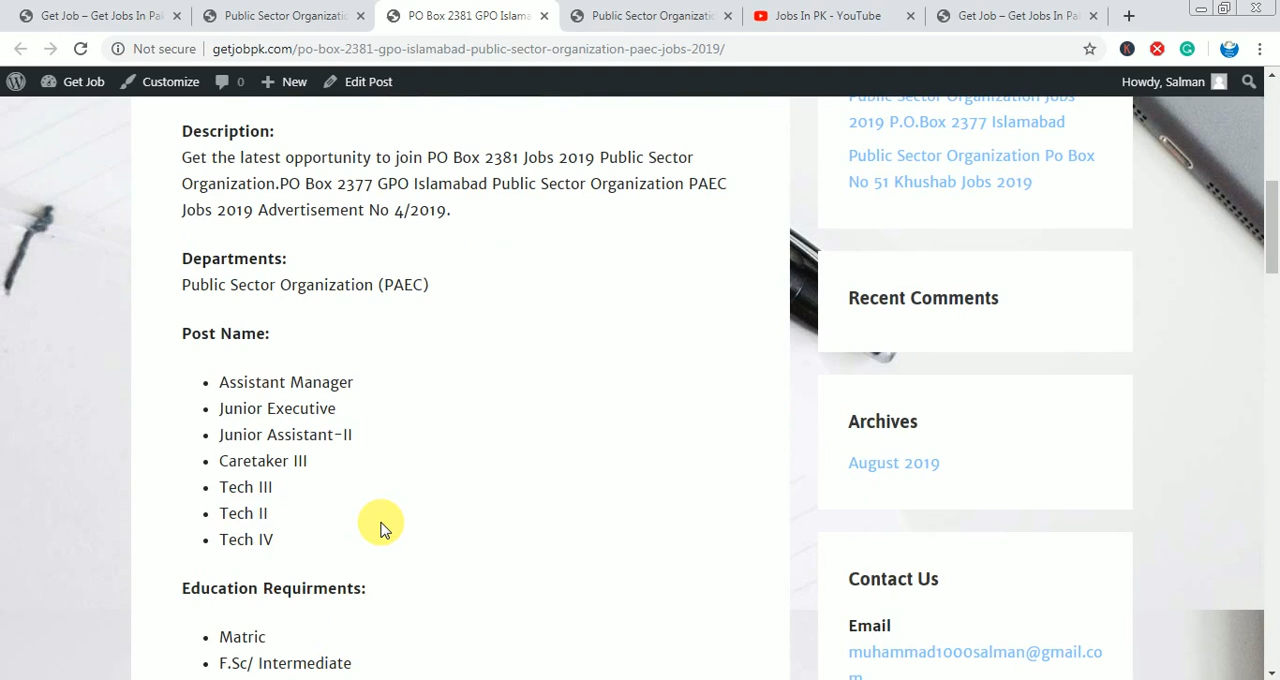 Get Job – Get Jobs In Pak
Public Sector Organizatio
PO Box 2381 GPO Islama
Public Sector Organizatio
Jobs In PK - YouTube
Get Job – Get Jobs In Pak
Not secure
getjobpk.com/po-box-2381-gpo-islamabad-public-sector-organization-paec-jobs-2019/
Get Job
Customize
0
New
Edit Post
Howdy, Salman
Description:
Get the latest opportunity to join PO Box 2381 Jobs 2019 Public Sector
Organization.PO Box 2377 GPO Islamabad Public Sector Organization PAEC
Jobs 2019 Advertisement No 4/2019.
Departments:
Public Sector Organization (PAEC)
Post Name:
• Assistant Manager
• Junior Executive
• Junior Assistant-II
• Caretaker III
• Tech III
• Tech II
• Tech IV
Education Requirments:
• Matric
• F.Sc/ Intermediate
Public Sector Organization Jobs
2019 P.O.Box 2377 Islamabad
Public Sector Organization Po Box
No 51 Khushab Jobs 2019
Recent Comments
Archives
August 2019
Contact Us
Email
muhammad1000salman@gmail.co
m